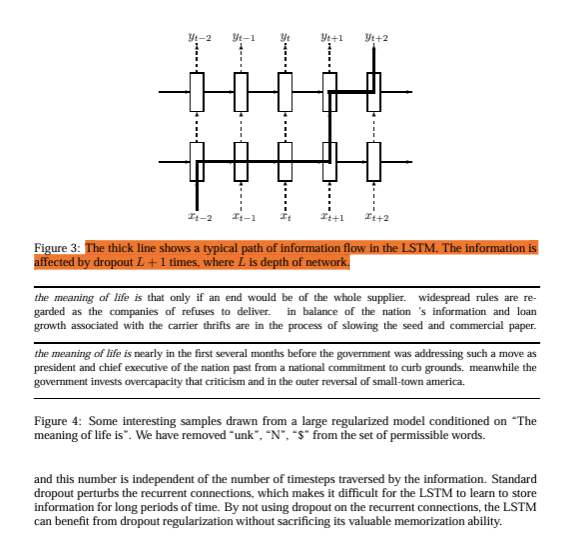 y_{t−2} y_{t−1} y_t y_{t+1} y_{t+2}
x_{t−2} x_{t−1} x_t x_{t+1} x_{t+2}
Figure 3: The thick line shows a typical path of information flow in the LSTM. The information is
affected by dropout L + 1 times, where L is depth of network.
the meaning of life is that only if an end would be of the whole supplier. widespread rules are re-
garded as the companies of refuses to deliver. in balance of the nation 's information and loan
growth associated with the carrier thrifts are in the process of slowing the seed and commercial paper.
the meaning of life is nearly in the first several months before the government was addressing such a move as
president and chief executive of the nation past from a national commitment to curb grounds. meanwhile the
government invests overcapacity that criticism and in the outer reversal of small-town america.
Figure 4: Some interesting samples drawn from a large regularized model conditioned on “The
meaning of life is”. We have removed “unk”, “N”, “$” from the set of permissible words.
and this number is independent of the number of timesteps traversed by the information. Standard
dropout perturbs the recurrent connections, which makes it difficult for the LSTM to learn to store
information for long periods of time. By not using dropout on the recurrent connections, the LSTM
can benefit from dropout regularization without sacrificing its valuable memorization ability.